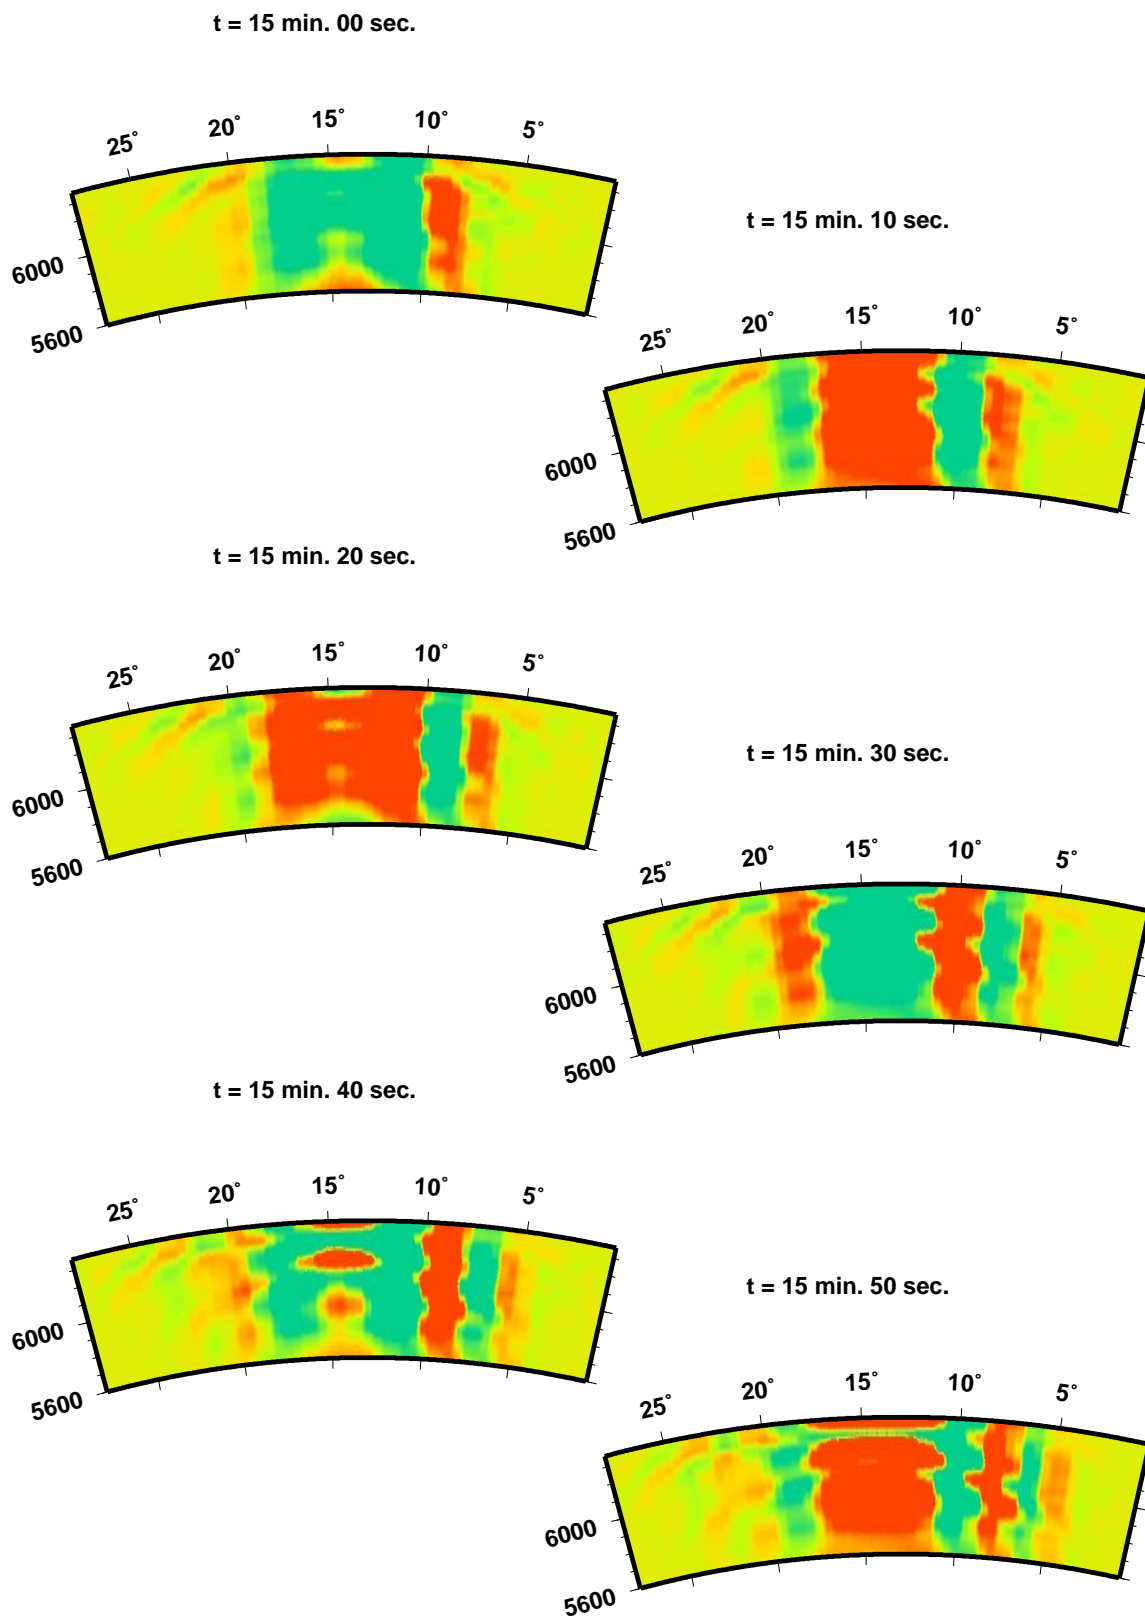 t = 15 min. 00 sec.
25° 20° 15° 10° 5°
6000
5600
t = 15 min. 10 sec.
25° 20° 15° 10° 5°
6000
5600
t = 15 min. 20 sec.
25° 20° 15° 10° 5°
6000
5600
t = 15 min. 30 sec.
25° 20° 15° 10° 5°
6000
5600
t = 15 min. 40 sec.
25° 20° 15° 10° 5°
6000
5600
t = 15 min. 50 sec.
25° 20° 15° 10° 5°
6000
5600